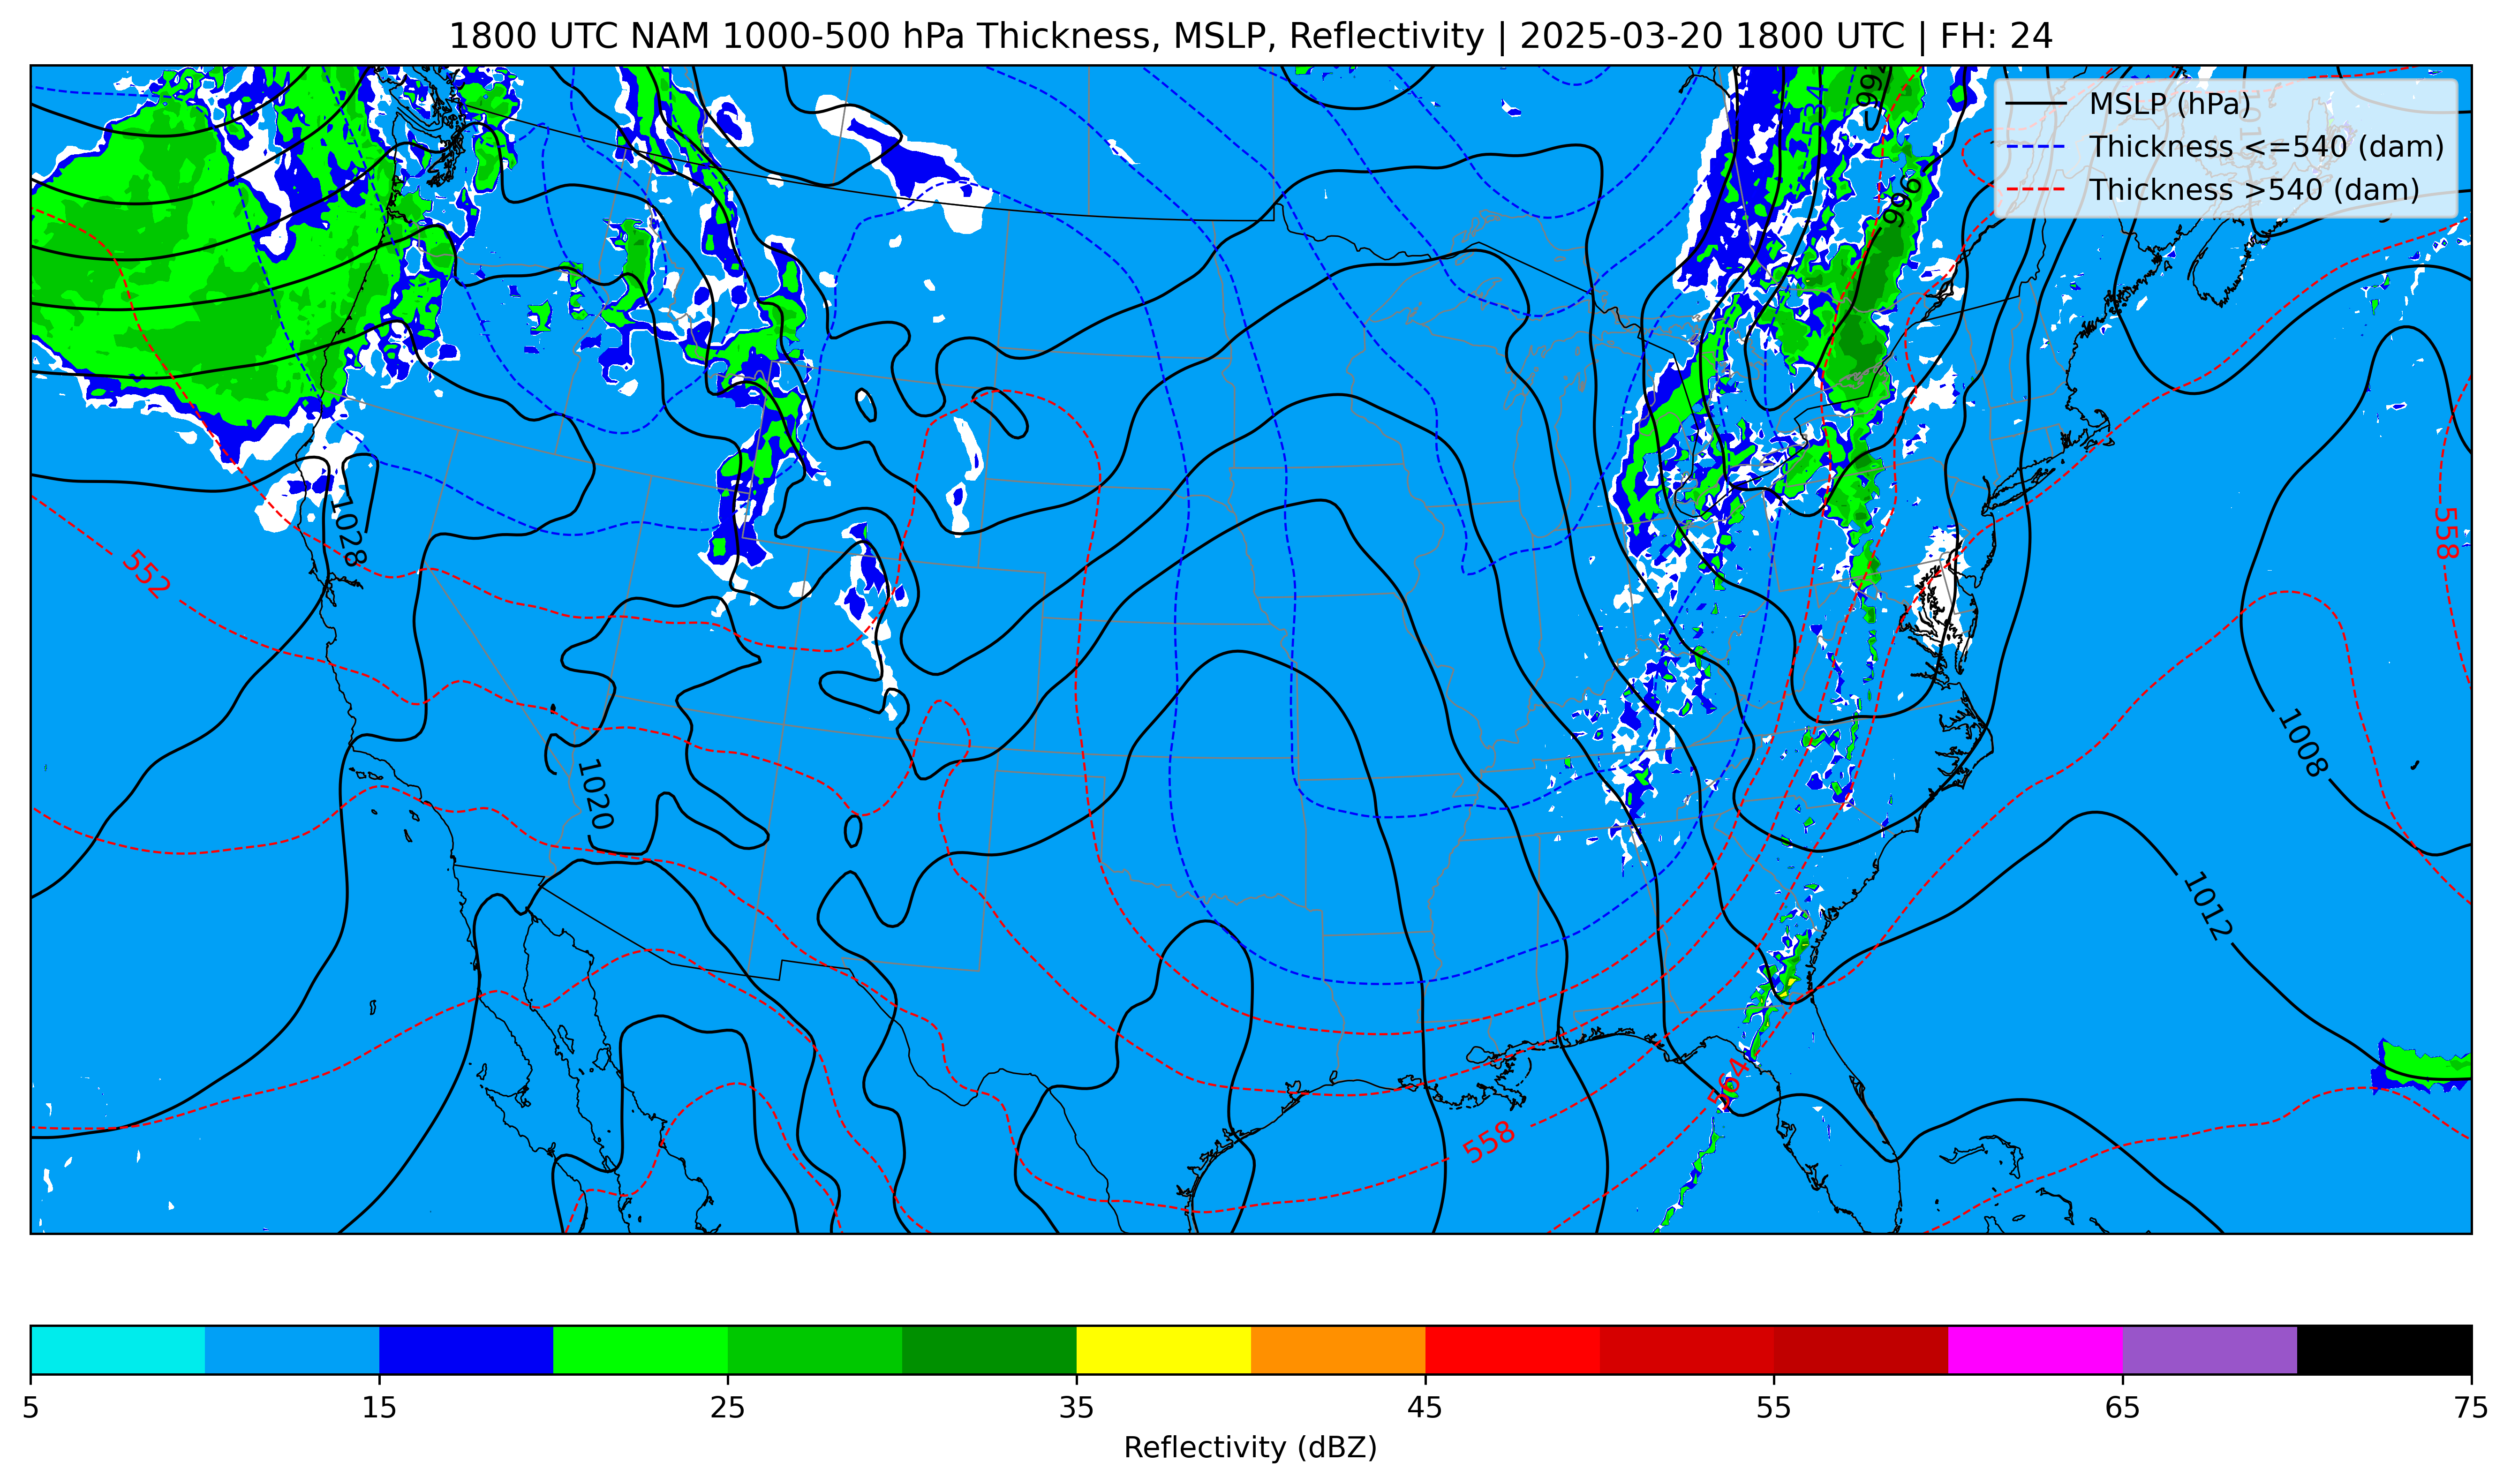 1800 UTC NAM 1000-500 hPa Thickness, MSLP, Reflectivity | 2025-03-20 1800 UTC | FH: 24
MSLP (hPa)
Thickness <=540 (dam)
Thickness >540 (dam)
534
996
552
1028
558
1020
1008
1012
564
558
5 15 25 35 45 55 65 75
Reflectivity (dBZ)